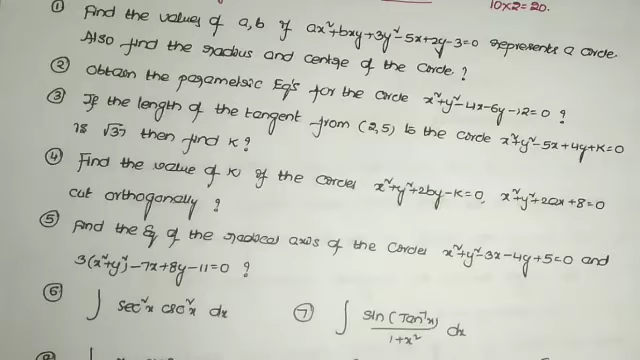 10x2=20.
① Find the values of a,b if ax²+bxy+3y²-5x+2y-3=0 represents a circle.
Also find the radius and centre of the circle ?
② Obtain the parametric Eq's for the circle x²+y²-4x-6y-12=0 ?
③ If the length of the tangent from (2,5) to the circle x²+y²-5x+4y+k=0
is √37 then find k ?
④ Find the value of k if the circles x²+y²+2by-k=0, x²+y²+2ax+8=0
cut orthogonally ?
⑤ Find the Eq of the radical axis of the circles x²+y²-3x-4y+5=0 and
3(x²+y²)-7x+8y-11=0 ?
⑥ ∫ sec²x csc²x dx ⑦ ∫ sin(Tan⁻¹x)/1+x² dx